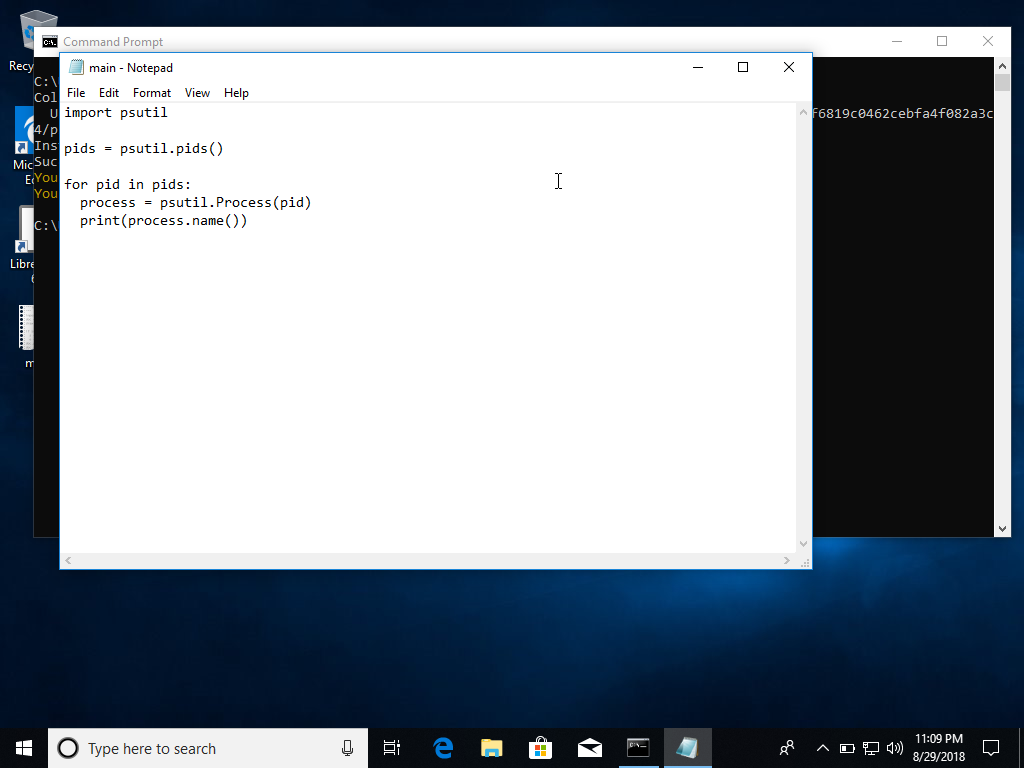 Command Prompt
main - Notepad
File Edit Format View Help
import psutil
pids = psutil.pids()
for pid in pids:
process = psutil.Process(pid)
print(process.name())
Recy
C:\
Col
U
f6819c0462cebfa4f082a3c
4/p
Ins
Mic
Suc
E
You
You
C:\
Libre
6
m
Type here to search
11:09 PM
8/29/2018